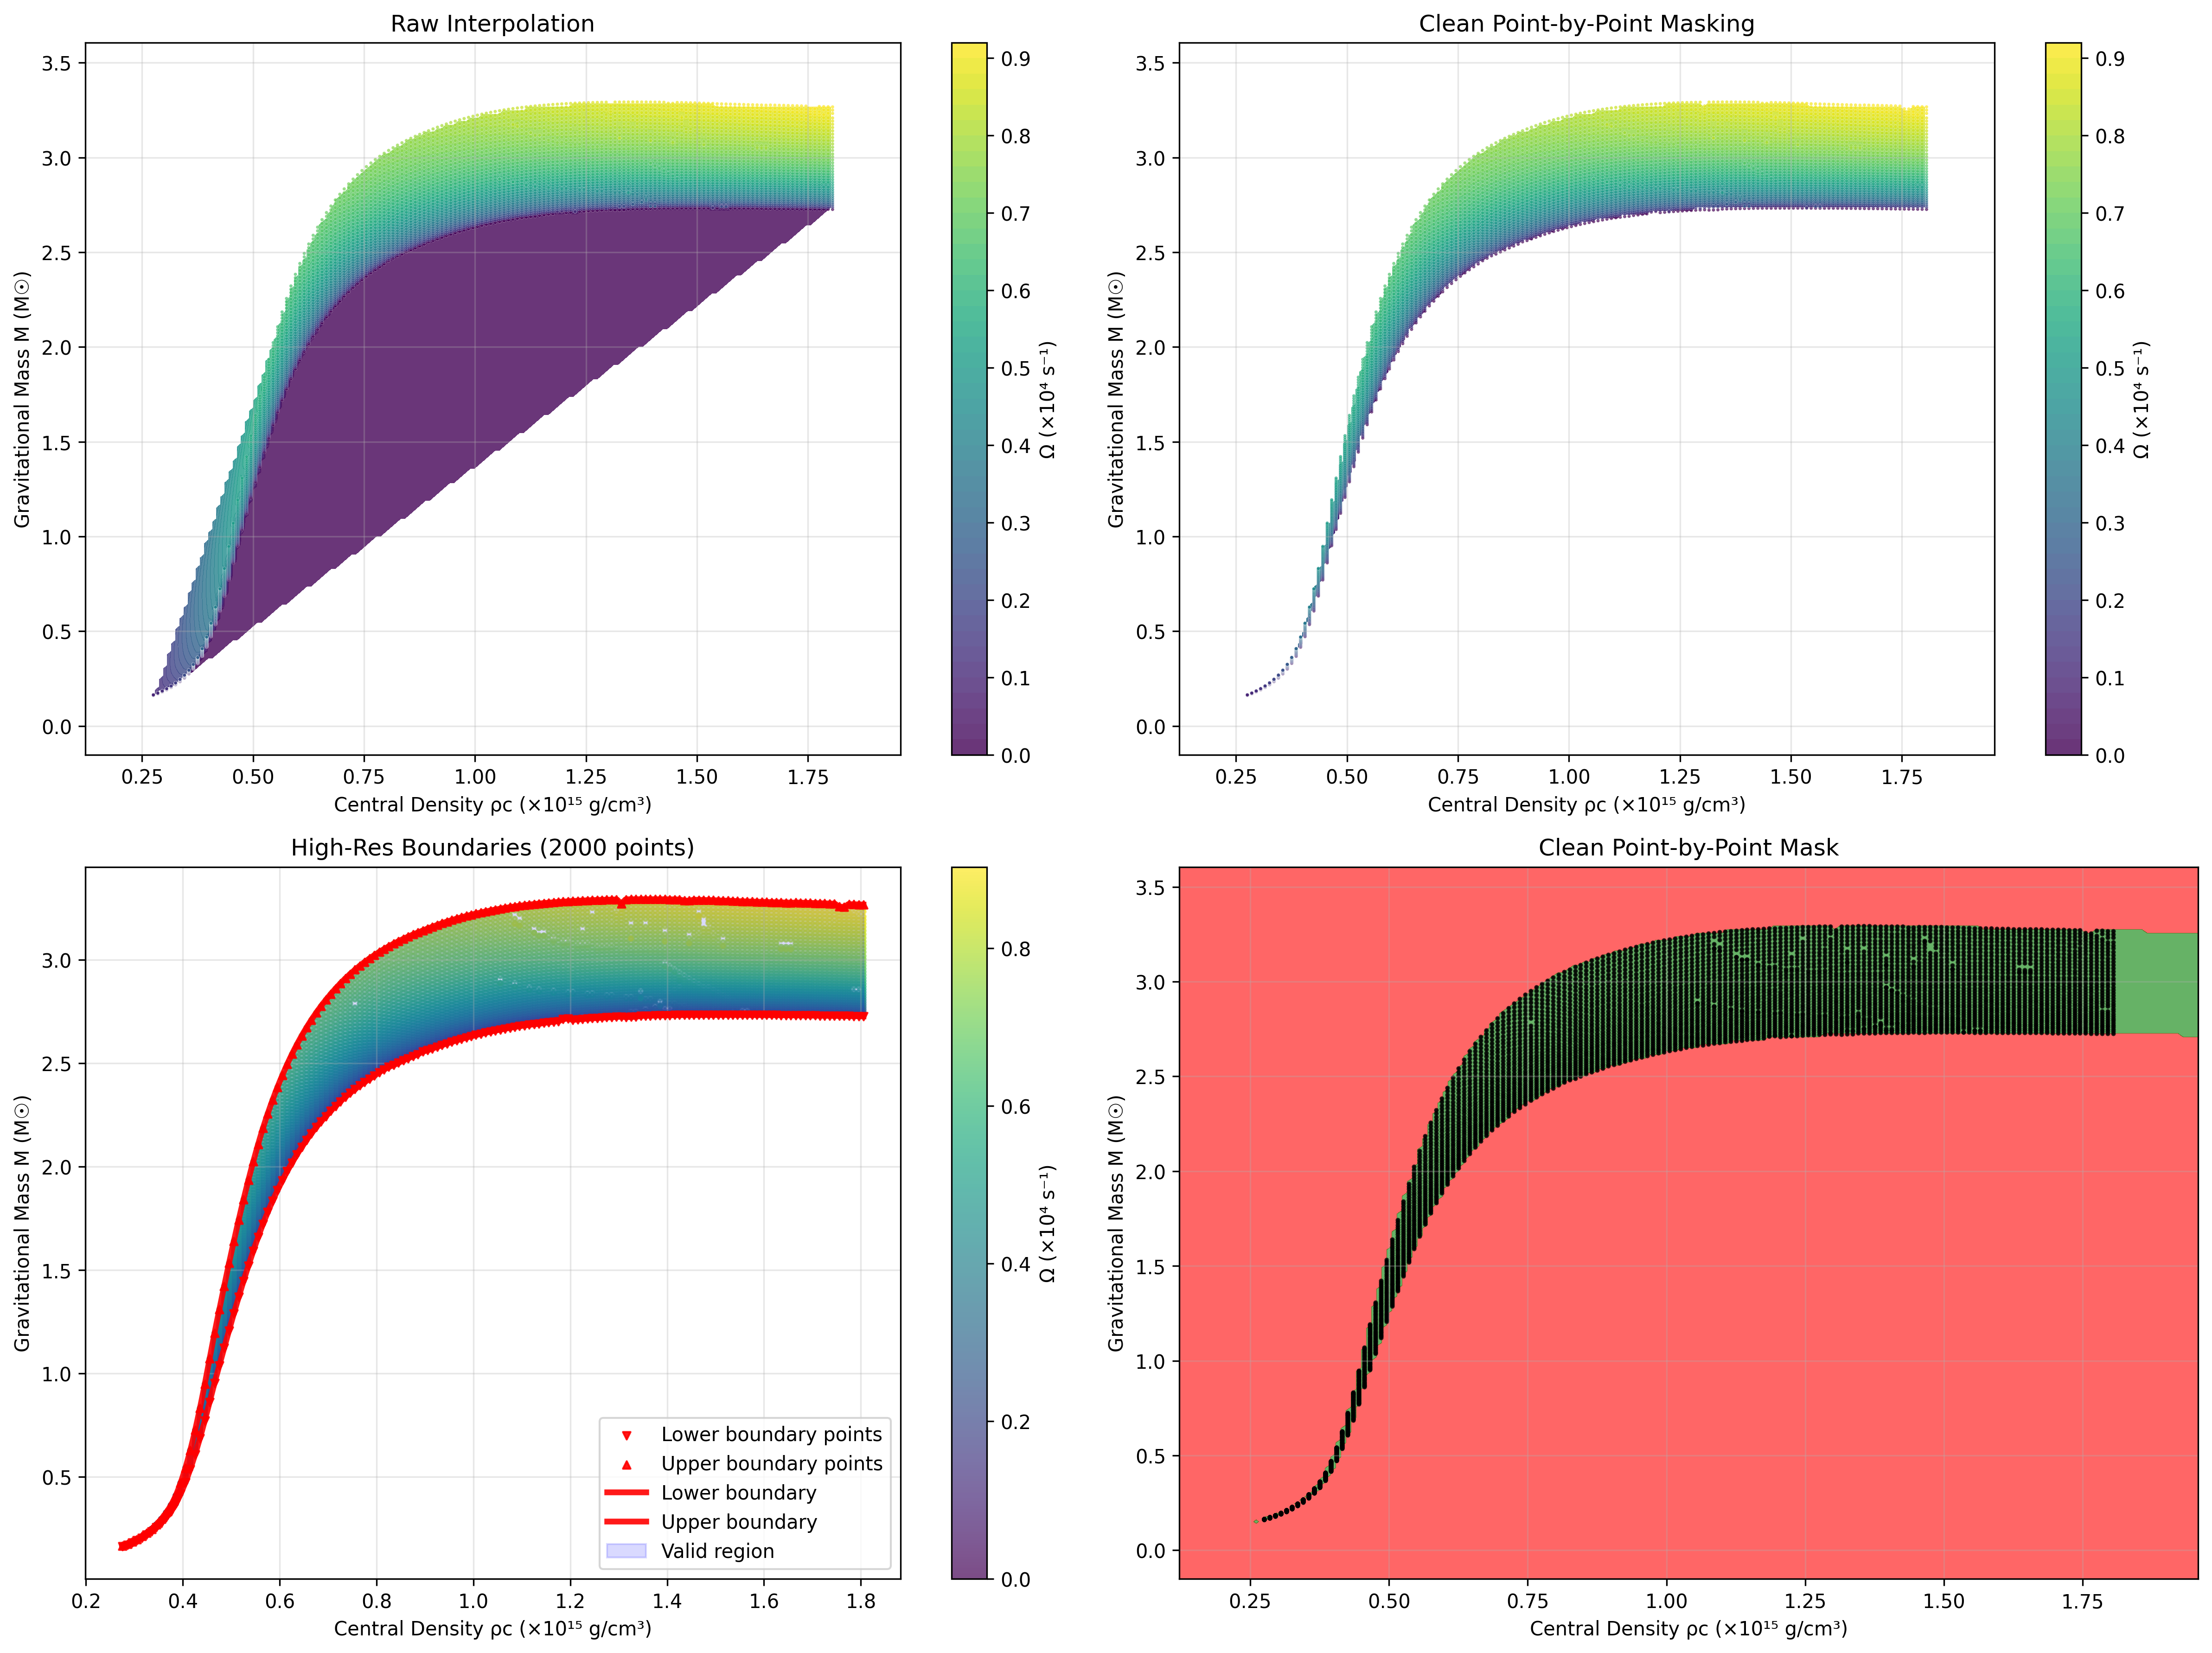 Raw Interpolation
3.5
3.0
2.5
2.0
1.5
1.0
0.5
0.0
Gravitational Mass M (M☉)
0.25 0.50 0.75 1.00 1.25 1.50 1.75
Central Density ρc (×10¹⁵ g/cm³)
0.9
0.8
0.7
0.6
0.5
0.4
0.3
0.2
0.1
0.0
Ω (×10⁴ s⁻¹)
Clean Point-by-Point Masking
3.5
3.0
2.5
2.0
1.5
1.0
0.5
0.0
Gravitational Mass M (M☉)
0.25 0.50 0.75 1.00 1.25 1.50 1.75
Central Density ρc (×10¹⁵ g/cm³)
0.9
0.8
0.7
0.6
0.5
0.4
0.3
0.2
0.1
0.0
Ω (×10⁴ s⁻¹)
High-Res Boundaries (2000 points)
3.0
2.5
2.0
1.5
1.0
0.5
Gravitational Mass M (M☉)
Lower boundary points
Upper boundary points
Lower boundary
Upper boundary
Valid region
0.2 0.4 0.6 0.8 1.0 1.2 1.4 1.6 1.8
Central Density ρc (×10¹⁵ g/cm³)
0.8
0.6
0.4
0.2
0.0
Ω (×10⁴ s⁻¹)
Clean Point-by-Point Mask
3.5
3.0
2.5
2.0
1.5
1.0
0.5
0.0
Gravitational Mass M (M☉)
0.25 0.50 0.75 1.00 1.25 1.50 1.75
Central Density ρc (×10¹⁵ g/cm³)